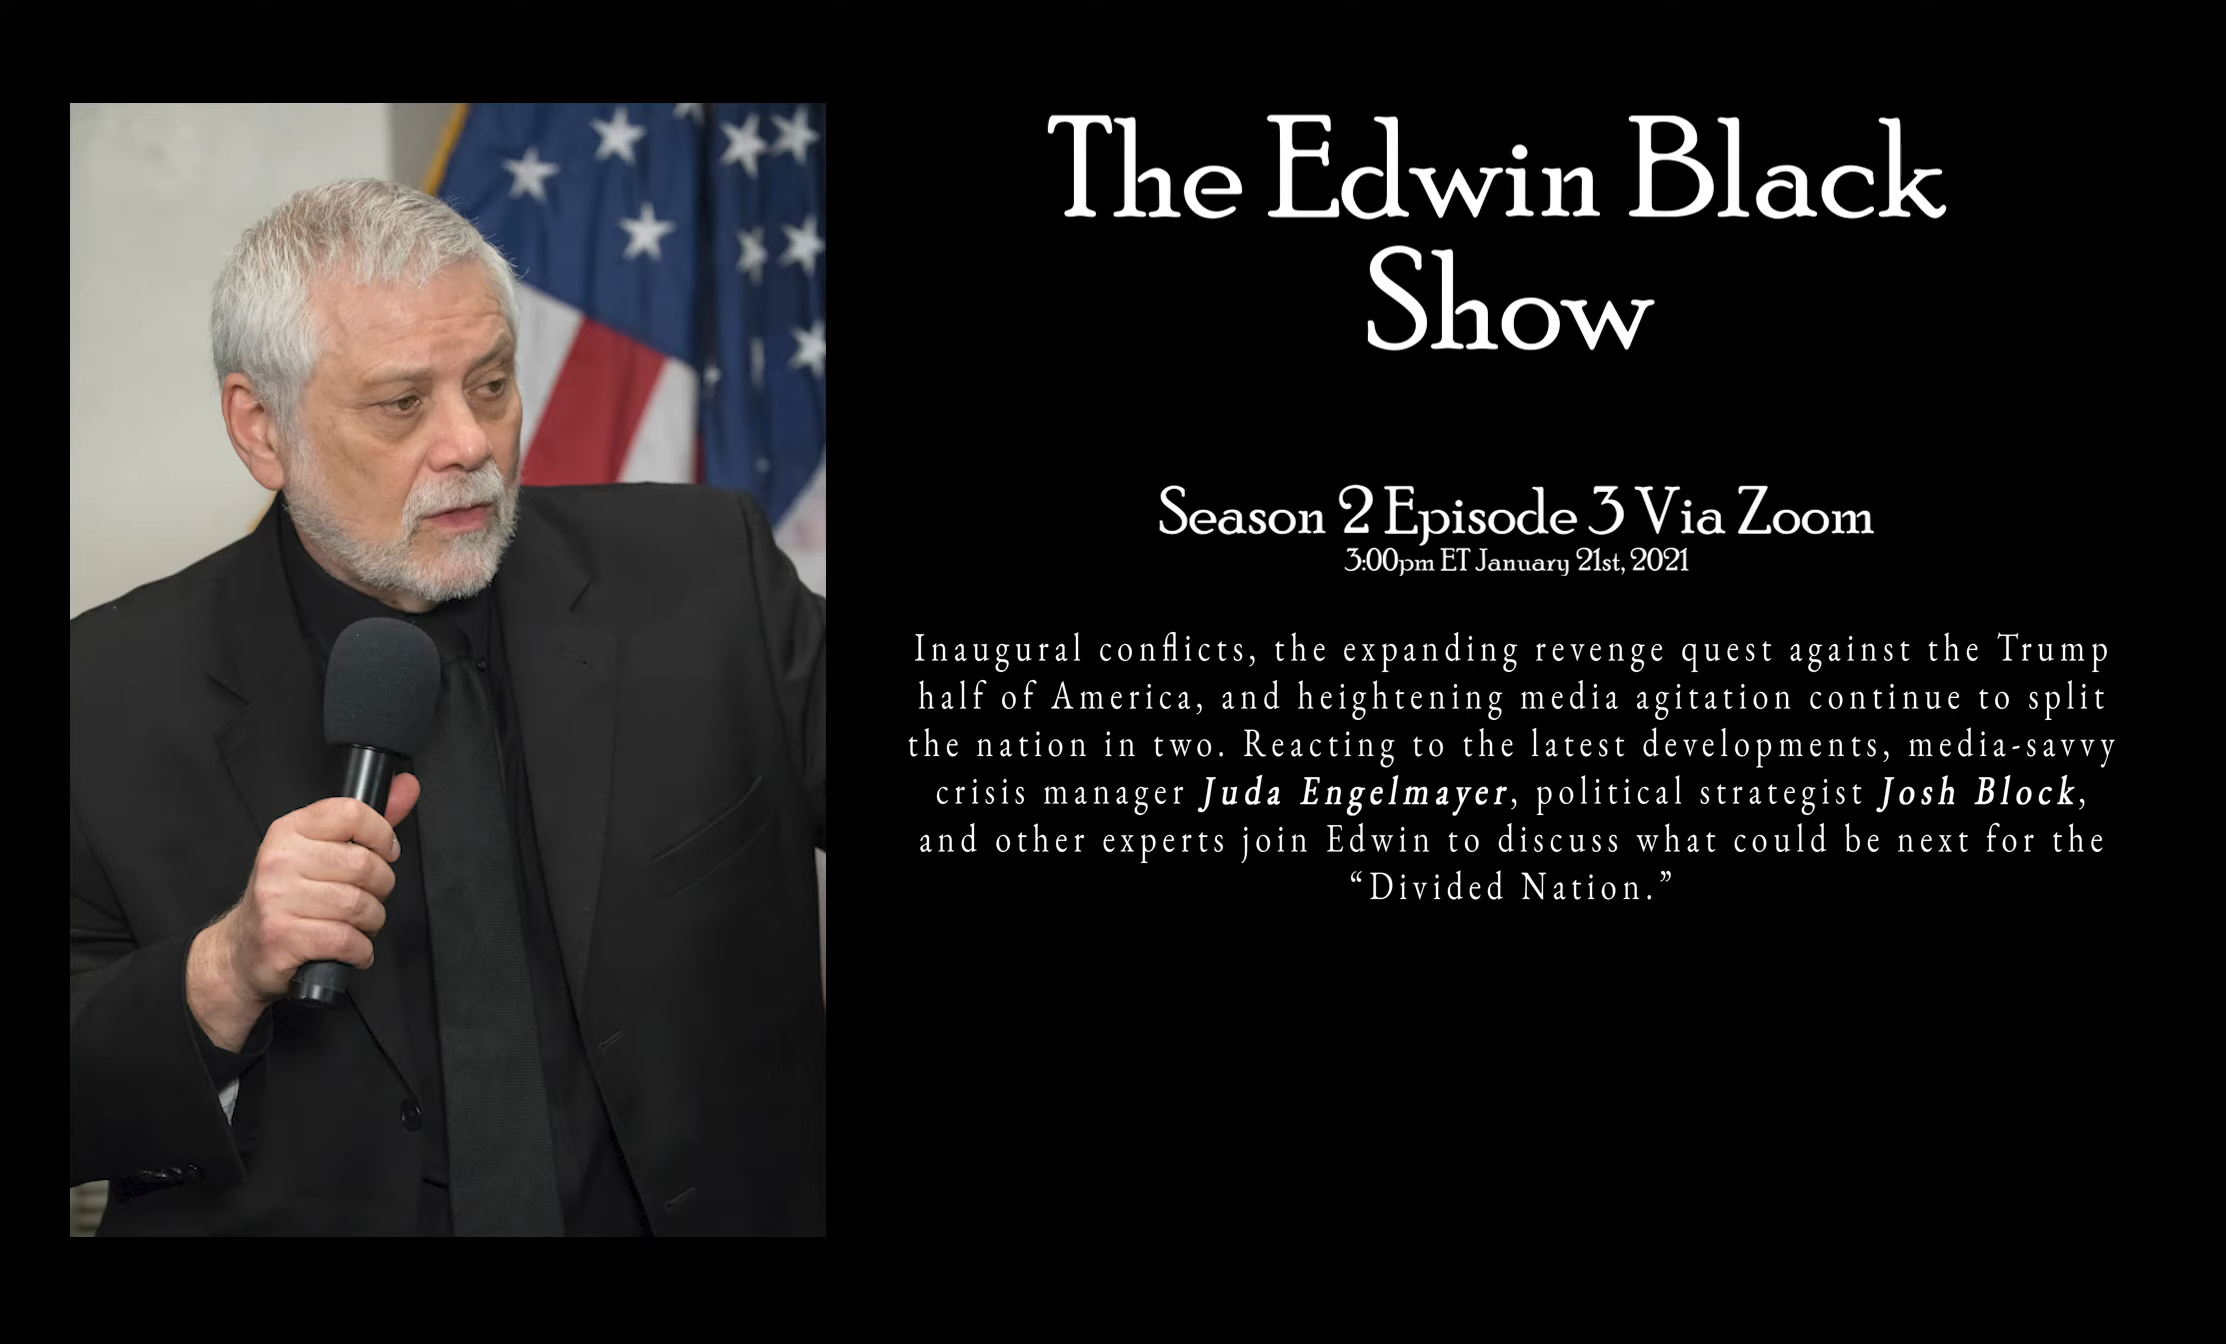 The Edwin Black
Show
Season 2 Episode 3 Via Zoom
3:00pm ET January 21st, 2021
Inaugural conflicts, the expanding revenge quest against the Trump
half of America, and heightening media agitation continue to split
the nation in two. Reacting to the latest developments, media-savvy
crisis manager Juda Engelmayer, political strategist Josh Block,
and other experts join Edwin to discuss what could be next for the
“Divided Nation.”